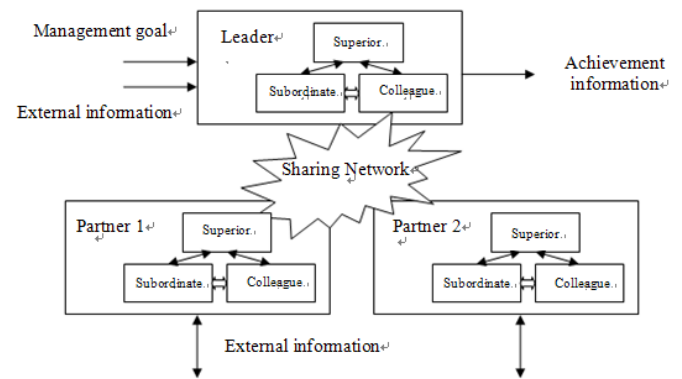 Management goal
External information
Leader
Superior
Subordinate
Colleague
Achievement
information
Sharing Network
Partner 1
Superior
Subordinate
Colleague
Partner 2
Superior
Subordinate
Colleague
External information